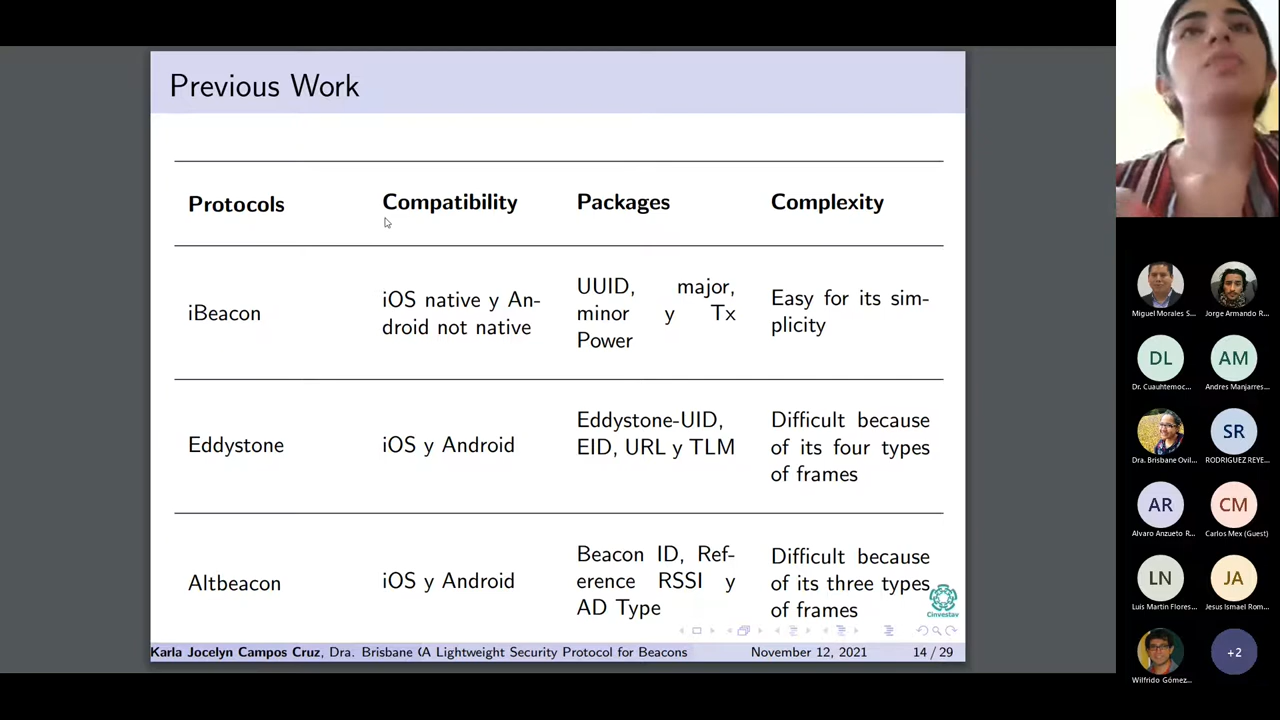 Previous Work
Protocols Compatibility Packages Complexity
iBeacon
iOS native y An-
droid not native
UUID, major,
minor y Tx
Power
Easy for its sim-
plicity
Eddystone
iOS y Android
Eddystone-UID,
EID, URL y TLM
Difficult because
of its four types
of frames
Altbeacon
iOS y Android
Beacon ID, Ref-
erence RSSI y
AD Type
Difficult because
of its three types
of frames
Cinvestav
Karla Jocelyn Campos Cruz, Dra. Brisbane (A Lightweight Security Protocol for Beacons November 12, 2021 14 / 29
Miguel Morales S... Jorge Armando R...
DL AM
Dr. Cuauhtemoc... Andres Manjarres...
SR
Dra. Brisbane Ovil... RODRIGUEZ REYE...
AR CM
Alvaro Anzueto R... Carlos Mex (Guest)
LN JA
Luis Martin Flores... Jesus Ismael Rom...
+2
Wilfrido Gómez...